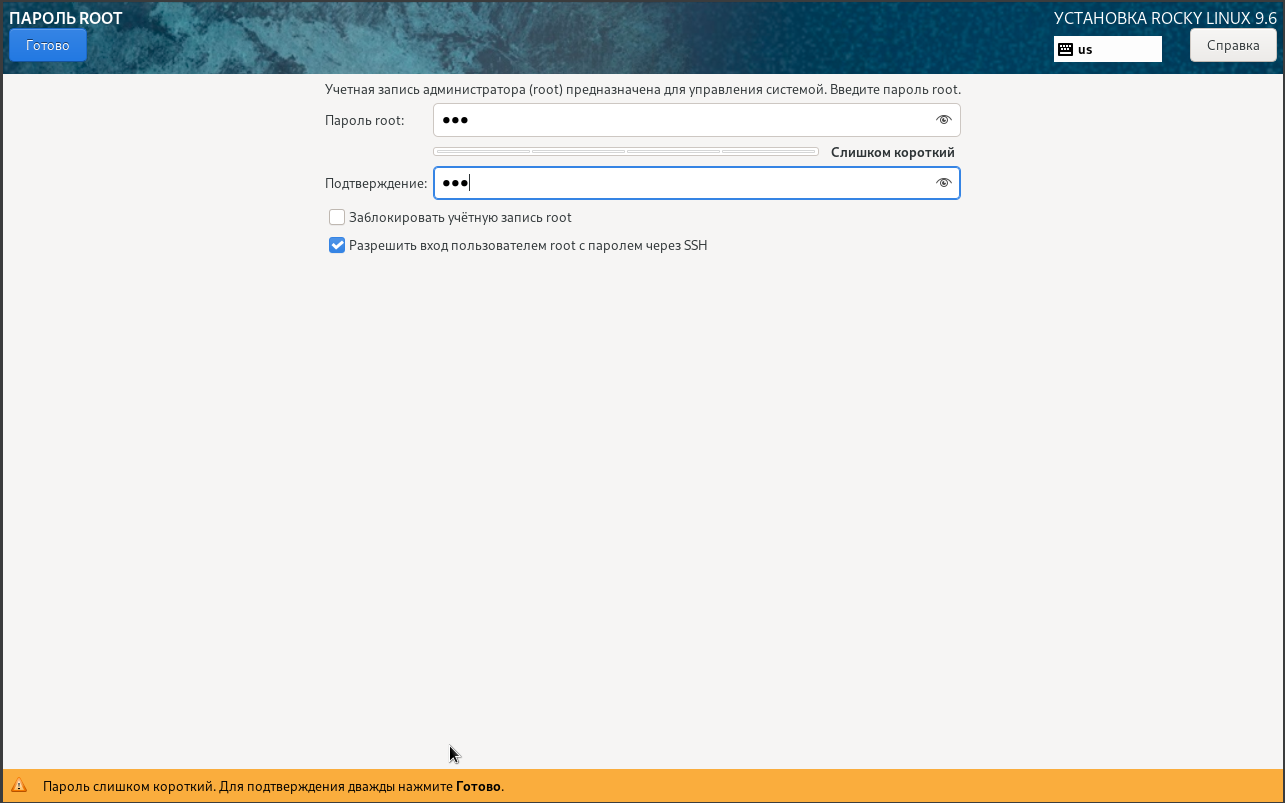 ПАРОЛЬ ROOT
УСТАНОВКА ROCKY LINUX 9.6
Готово
us
Справка
Учетная запись администратора (root) предназначена для управления системой. Введите пароль root.
Пароль root: ●●●
Слишком короткий
Подтверждение: ●●●
Заблокировать учётную запись root
Разрешить вход пользователем root с паролем через SSH
Пароль слишком короткий. Для подтверждения дважды нажмите Готово.